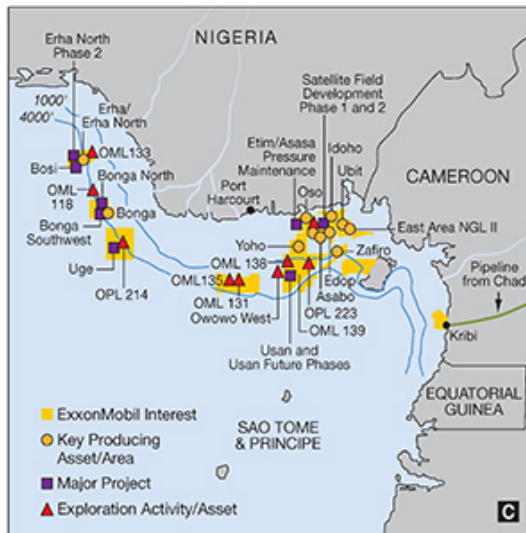 Erha North
Phase 2
NIGERIA
Satellite Field
Development
Phase 1 and 2
1000'
4000'
Erha/
Erha North
OML133
Bosi
OML
118
Bonga North
Bonga
Bonga
Southwest
Uge
OPL 214
Etim/Asasa
Pressure
Maintenance
Port
Harcourt
Oso
Idoho
Ubit
CAMEROON
East Area NGL II
Yoho
Zafiro
OML 138
OML135
OML 131
Owowo West
Edop
Asabo
OPL 223
OML 139
Usan and
Usan Future Phases
Pipeline
from Chad
Kribi
EQUATORIAL
GUINEA
SAO TOME
& PRINCIPE
ExxonMobil Interest
Key Producing
Asset/Area
Major Project
Exploration Activity/Asset
C